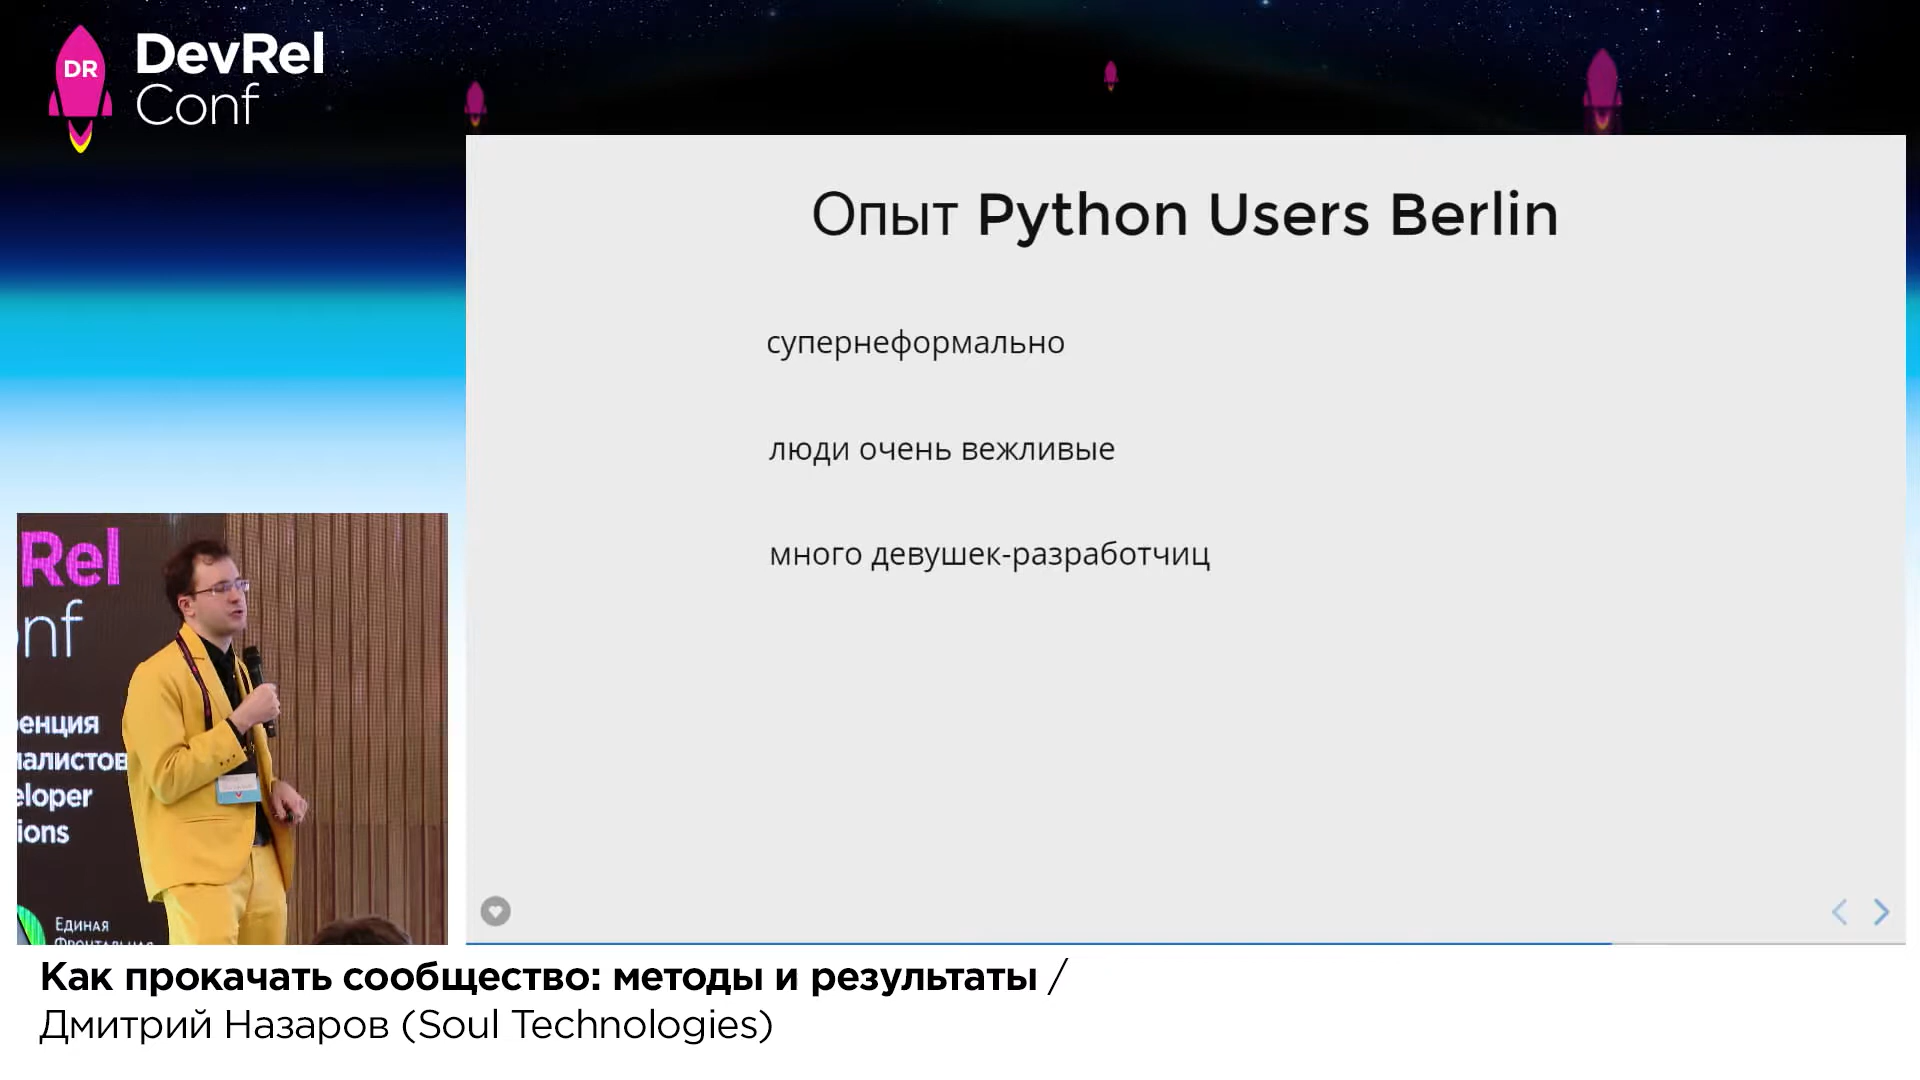 DR
DevRel
Conf
Опыт Python Users Berlin
супернеформально
люди очень вежливые
много девушек-разработчиц
Rel
nf
енция
алистов
eloper
ions
Единая
Фронтальная
Как прокачать сообщество: методы и результаты /
Дмитрий Назаров (Soul Technologies)